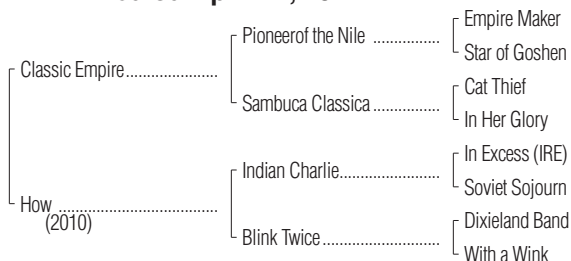 Pioneerof the Nile ................
Empire Maker
Star of Goshen
Classic Empire......................
Sambuca Classica ................
Cat Thief
In Her Glory
Indian Charlie........................
In Excess (IRE)
Soviet Sojourn
How ......................................
(2010)
Blink Twice............................
Dixieland Band
With a Wink